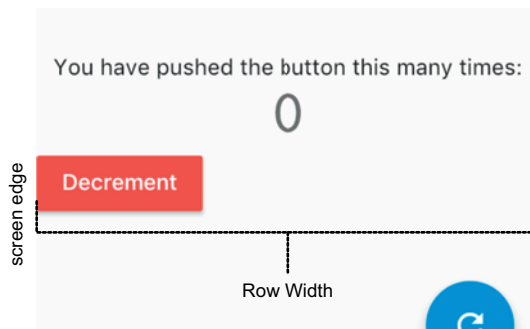 You have pushed the button this many times:
0
Decrement
screen edge
Row Width